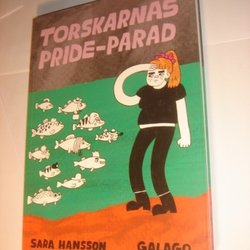 TORSKARNAS
PRIDE-PARAD
SARA HANSSON GALAGO